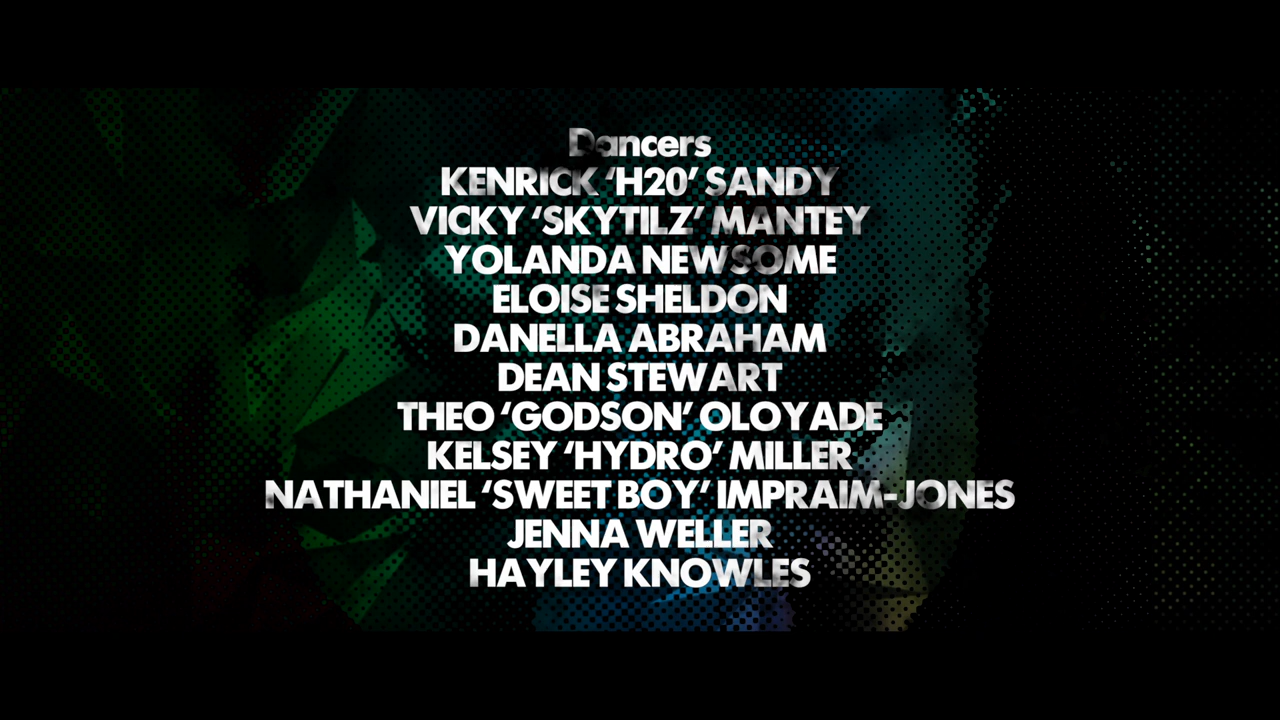 Dancers
KENRICK ‘H20’ SANDY
VICKY ‘SKYTILZ’ MANTEY
YOLANDA NEWSOME
ELOISE SHELDON
DANELLA ABRAHAM
DEAN STEWART
THEO ‘GODSON’ OLOYADE
KELSEY ‘HYDRO’ MILLER
NATHANIEL ‘SWEET BOY’ IMPRAIM-JONES
JENNA WELLER
HAYLEY KNOWLES